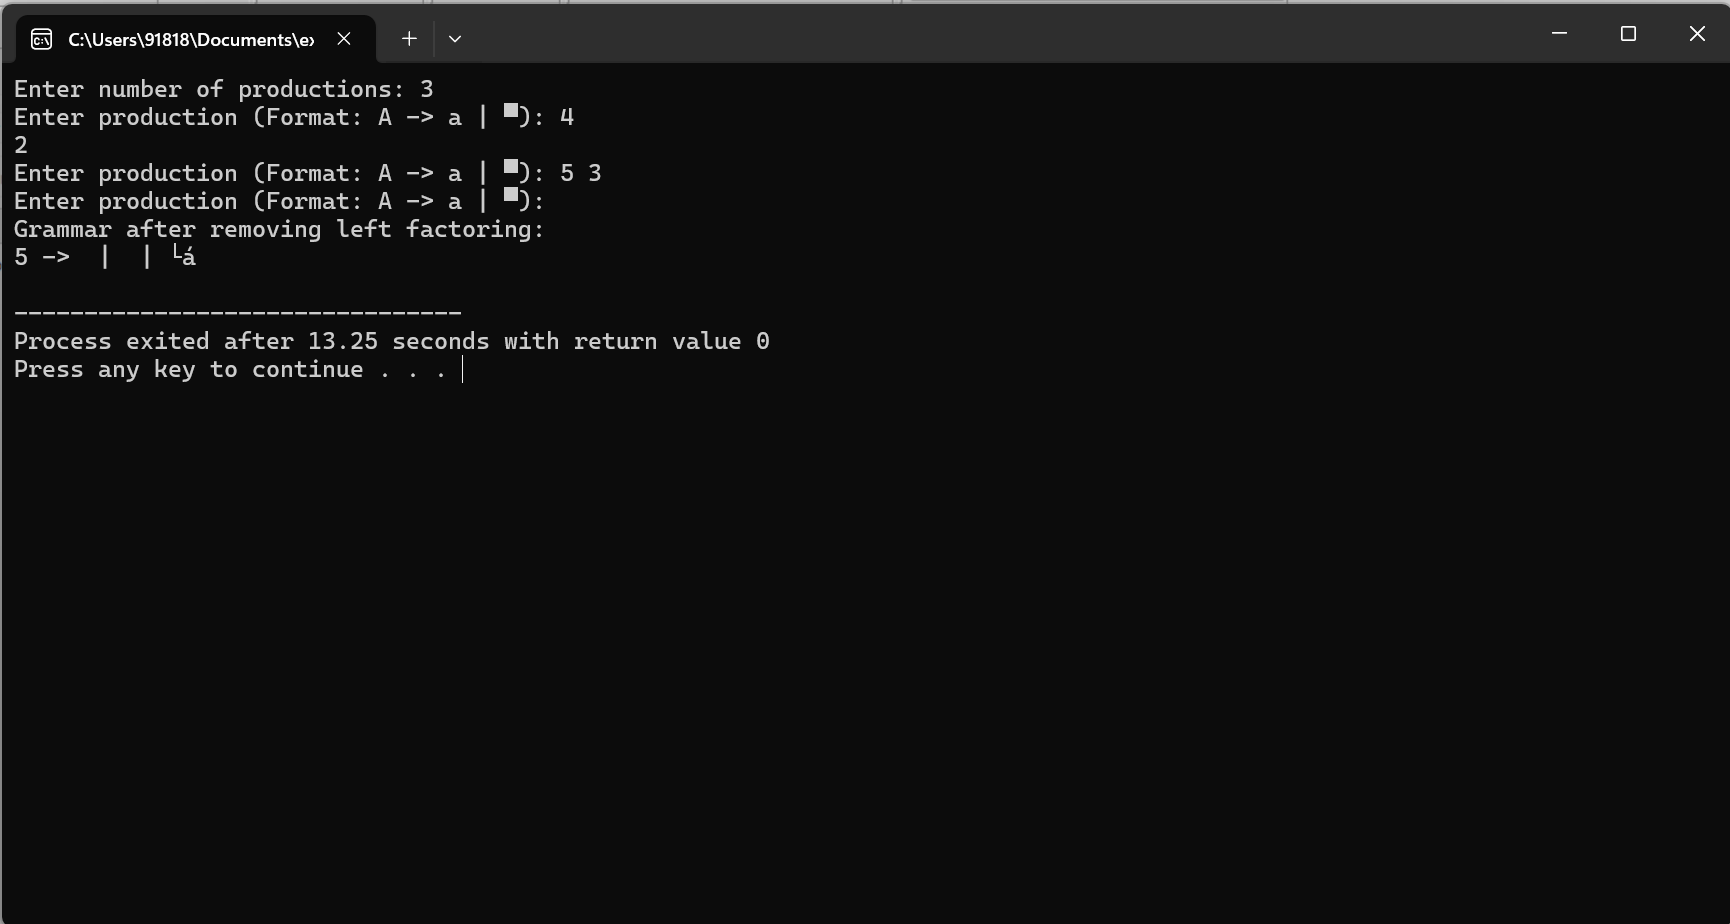 C:\Users\91818\Documents\ex
Enter number of productions: 3
Enter production (Format: A -> a | ▀): 4
2
Enter production (Format: A -> a | ▀): 5 3
Enter production (Format: A -> a | ▀):
Grammar after removing left factoring:
5 ->  |  | └á
--------------------------------
Process exited after 13.25 seconds with return value 0
Press any key to continue . . .